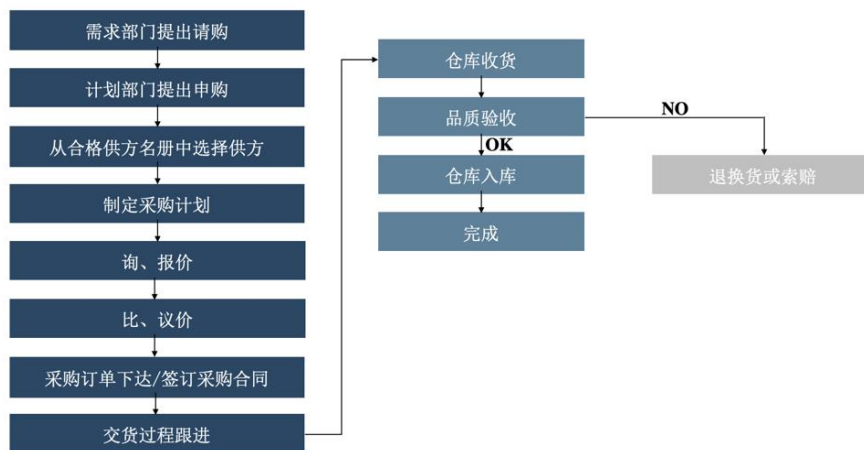 需求部门提出请购
计划部门提出申购
从合格供方名册中选择供方
制定采购计划
询、报价
比、议价
采购订单下达/签订采购合同
交货过程跟进
仓库收货
品质验收
NO
OK
仓库入库
退换货或索赔
完成